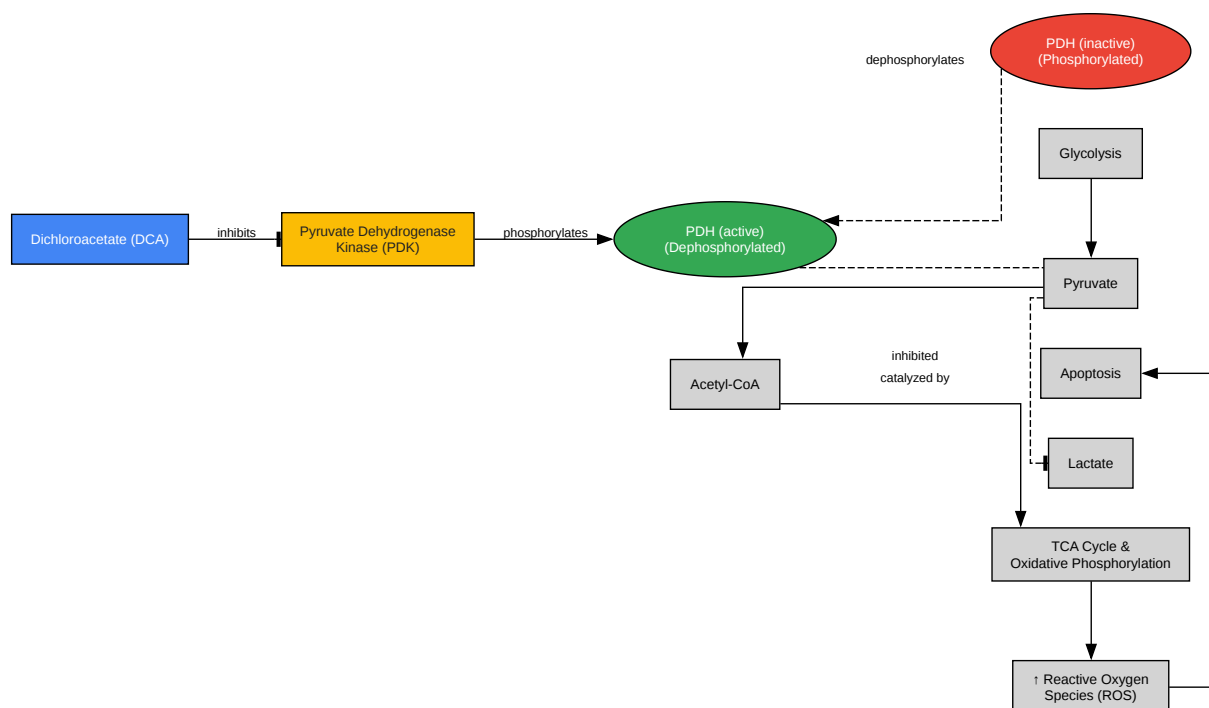 PDH (inactive)
(Phosphorylated)
dephosphorylates
Glycolysis
Dichloroacetate (DCA)
inhibits
Pyruvate Dehydrogenase
Kinase (PDK)
phosphorylates
PDH (active)
(Dephosphorylated)
Pyruvate
Acetyl-CoA
inhibited
catalyzed by
Apoptosis
Lactate
TCA Cycle &
Oxidative Phosphorylation
↑ Reactive Oxygen
Species (ROS)